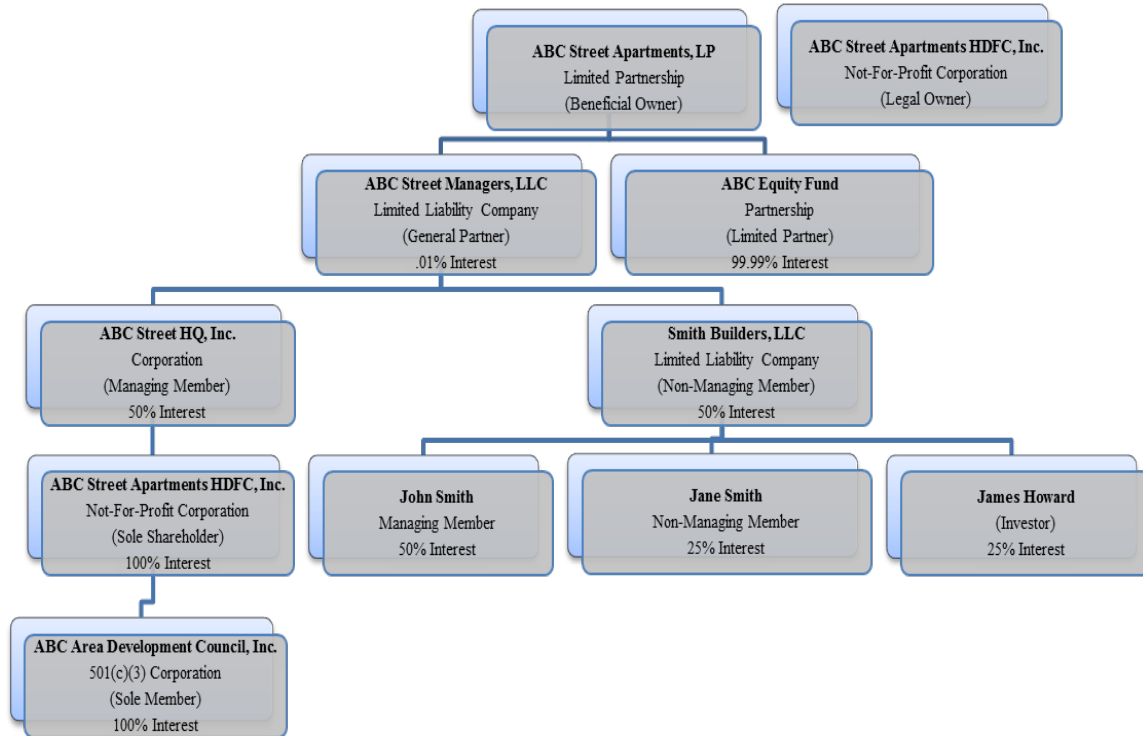 ABC Street Apartments, LP
Limited Partnership
(Beneficial Owner)
ABC Street Apartments HDFC, Inc.
Not-For-Profit Corporation
(Legal Owner)
ABC Street Managers, LLC
Limited Liability Company
(General Partner)
.01% Interest
ABC Equity Fund
Partnership
(Limited Partner)
99.99% Interest
ABC Street HQ, Inc.
Corporation
(Managing Member)
50% Interest
Smith Builders, LLC
Limited Liability Company
(Non-Managing Member)
50% Interest
ABC Street Apartments HDFC, Inc.
Not-For-Profit Corporation
(Sole Shareholder)
100% Interest
John Smith
Managing Member
50% Interest
Jane Smith
Non-Managing Member
25% Interest
James Howard
(Investor)
25% Interest
ABC Area Development Council, Inc.
501(c)(3) Corporation
(Sole Member)
100% Interest